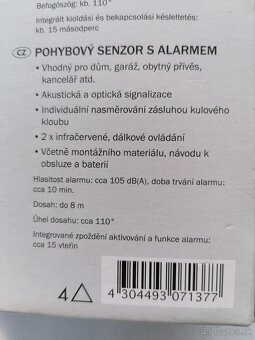 Befogószög: kb. 110°
Integrált kioldási és bekapcsolási késleltetés:
kb. 15 másodperc
CZ POHYBOVÝ SENZOR S ALARMEM
• Vhodný pro dům, garáž, obytný přívěs,
kancelář atd.
• Akustická a optická signalizace
• Individuální nasměrování zásluhou kulového
kloubu
• 2 x infračervené, dálkové ovládání
• Včetně montážního materiálu, návodu k
obsluze a baterií
Hlasitost alarmu: cca 105 dB(A), doba trvání alarmu:
cca 10 min.
Dosah: do 8 m
Úhel dosahu: cca 110°
Integrované zpoždění aktivování a funkce alarmu:
cca 15 vteřin
4
4 304493 071377